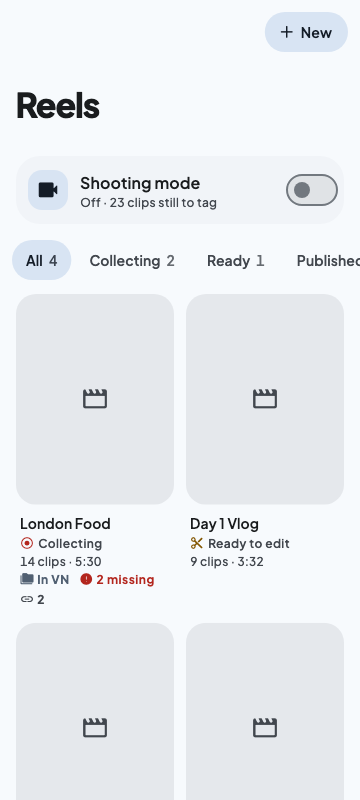 + New
Reels
Shooting mode
Off · 23 clips still to tag
All 4 Collecting 2 Ready 1 Published
London Food
Collecting
14 clips · 5:30
In VN 2 missing
2
Day 1 Vlog
Ready to edit
9 clips · 3:32